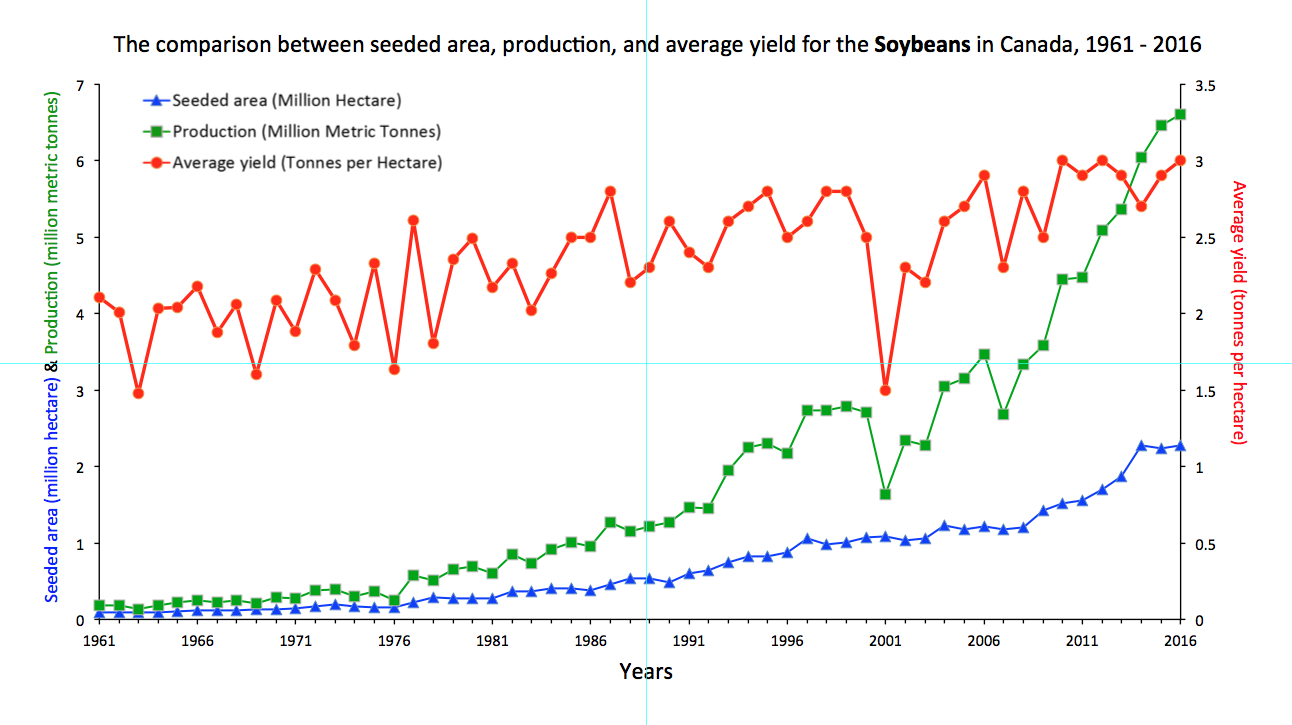 The comparison between seeded area, production, and average yield for the Soybeans in Canada, 1961 - 2016
Seeded area (million hectare) & Production (million metric tonnes)
7
6
5
4
3
2
1
0
Seeded area (Million Hectare)
Production (Million Metric Tonnes)
Average yield (Tonnes per Hectare)
3.5
3
2.5
2
1.5
1
0.5
0
Average yield (tonnes per hectare)
1961 1966 1971 1976 1981 1986 1991 1996 2001 2006 2011 2016
Years